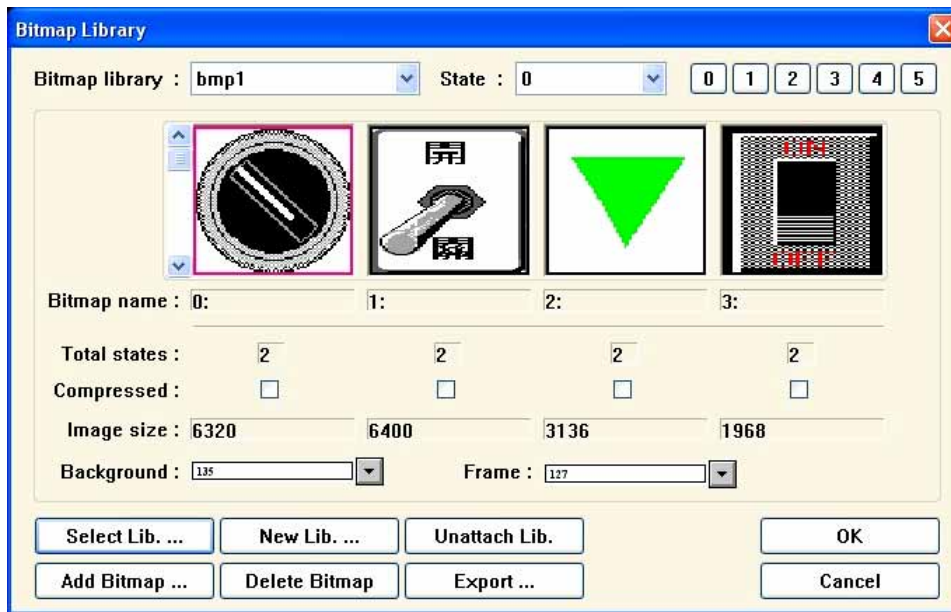 Bitmap Library
Bitmap library : bmp1 State : 0 0 1 2 3 4 5
開
關
ON
OFF
Bitmap name : 0: 1: 2: 3:
Total states : 2 2 2 2
Compressed :
Image size : 6320 6400 3136 1968
Background : 135 Frame : 127
Select Lib. ... New Lib. ... Unattach Lib. OK
Add Bitmap ... Delete Bitmap Export ... Cancel